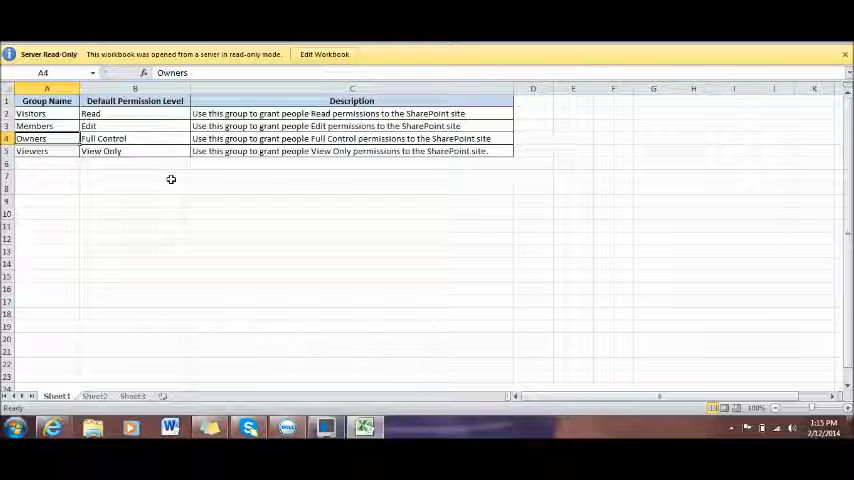 Server Read-Only This workbook was opened from a server in read-only mode. Edit Workbook
A4 fx Owners
A B C D E F G H I J K
1 Group Name Default Permission Level Description
2 Visitors Read Use this group to grant people Read permissions to the SharePoint site
3 Members Edit Use this group to grant people Edit permissions to the SharePoint site
4 Owners Full Control Use this group to grant people Full Control permissions to the SharePoint site
5 Viewers View Only Use this group to grant people View Only permissions to the SharePoint site.
6
7
8
9
10
11
12
13
14
15
16
17
18
19
20
21
22
23
24
Sheet1 Sheet2 Sheet3
Ready 100%
1:15 PM
2/12/2014